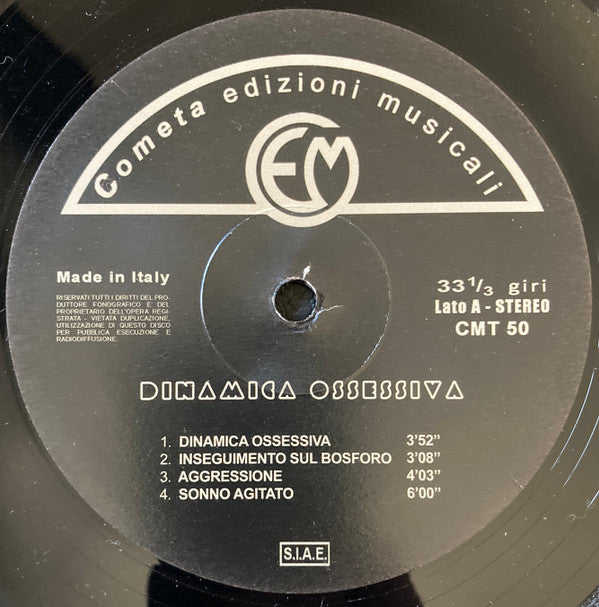 Cometa edizioni musicali
CEM
Made in Italy
RISERVATI TUTTI I DIRITTI DEL PRO-
DUTTORE FONOGRAFICO E DEL
PROPRIETARIO DELL'OPERA REGI-
STRATA - VIETATA DUPLICAZIONE,
UTILIZZAZIONE DI QUESTO DISCO
PER PUBBLICA ESECUZIONE E
RADIODIFFUSIONE.
33 1/3 giri
Lato A - STEREO
CMT 50
DINAMICA OSSESSIVA
1. DINAMICA OSSESSIVA 3'52"
2. INSEGUIMENTO SUL BOSFORO 3'08"
3. AGGRESSIONE 4'03"
4. SONNO AGITATO 6'00"
S.I.A.E.